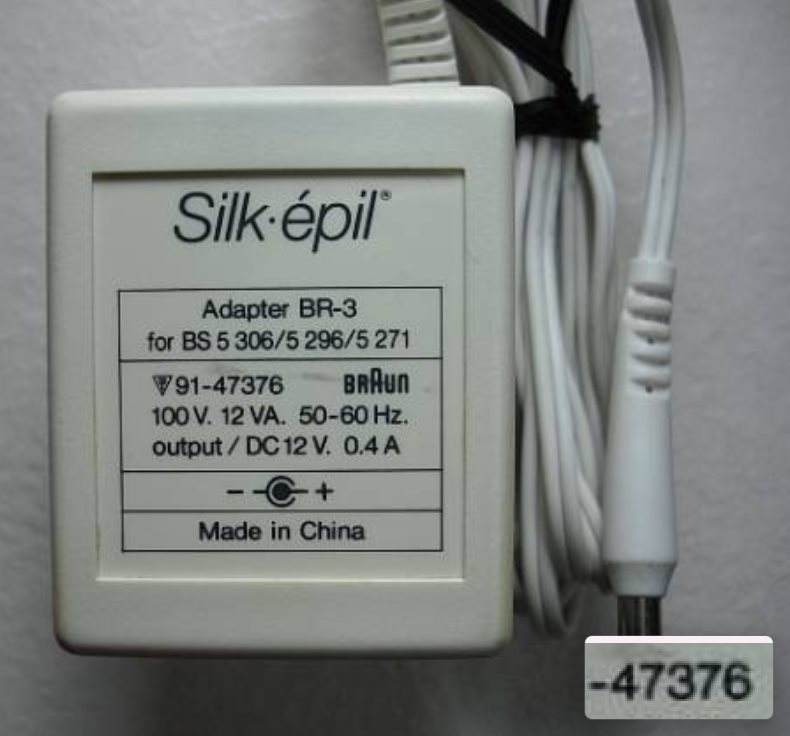 Silk·épil®
Adapter BR-3
for BS 5 306/5 296/5 271
91-47376 BRAUN
100 V. 12 VA. 50-60 Hz.
output / DC 12 V. 0.4 A
- +
Made in China
-47376